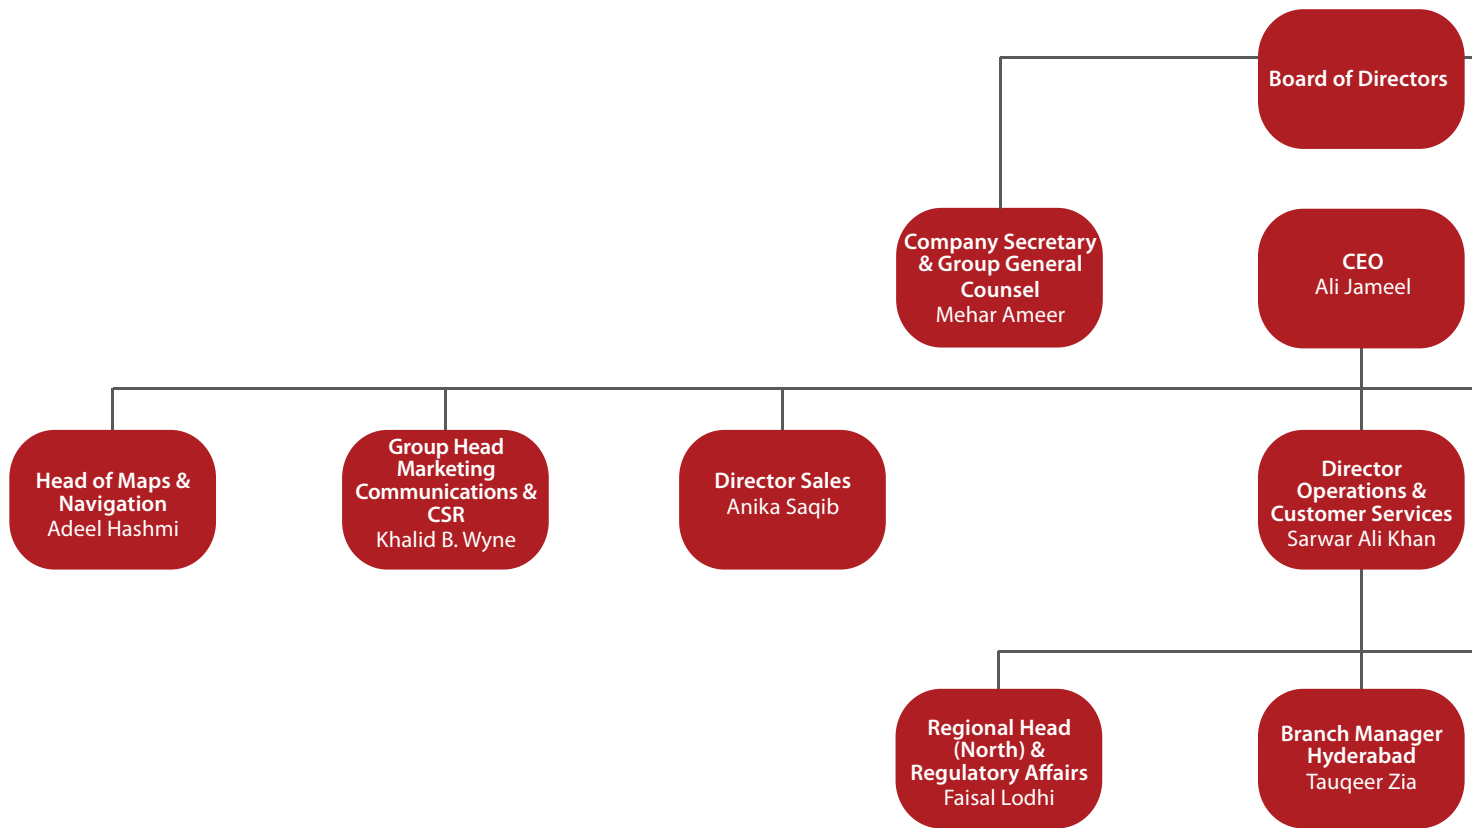 Board of Directors
Company Secretary
& Group General
Counsel
Mehar Ameer
CEO
Ali Jameel
Head of Maps &
Navigation
Adeel Hashmi
Group Head
Marketing
Communications &
CSR
Khalid B. Wyne
Director Sales
Anika Saqib
Director
Operations &
Customer Services
Sarwar Ali Khan
Regional Head
(North) &
Regulatory Affairs
Faisal Lodhi
Branch Manager
Hyderabad
Tauqeer Zia